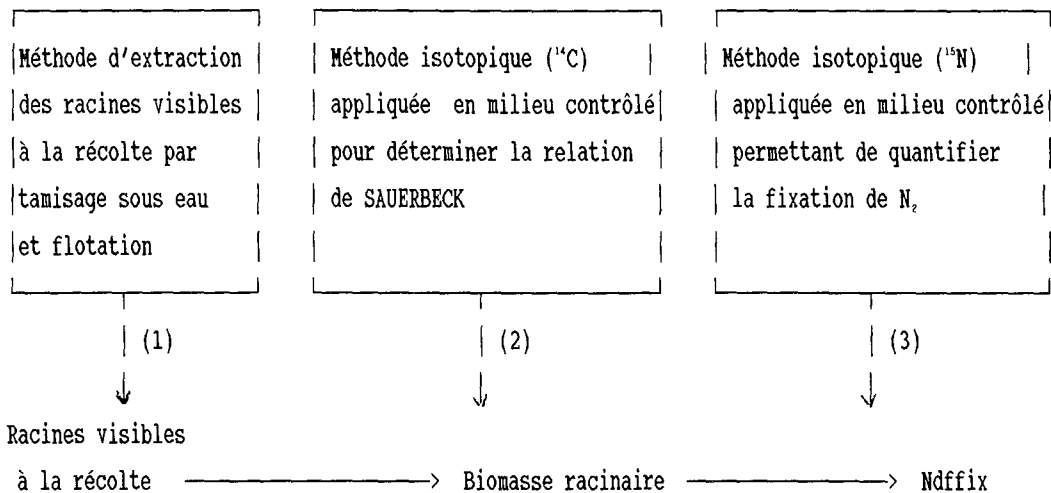 Méthode d'extraction
des racines visibles
à la récolte par
tamisage sous eau
et flotation
Méthode isotopique (¹⁴C)
appliquée en milieu contrôlé
pour déterminer la relation
de SAUERBECK
Méthode isotopique (¹⁵N)
appliquée en milieu contrôlé
permettant de quantifier
la fixation de N₂
(1)
(2)
(3)
Racines visibles
à la récolte
Biomasse racinaire
Ndffix